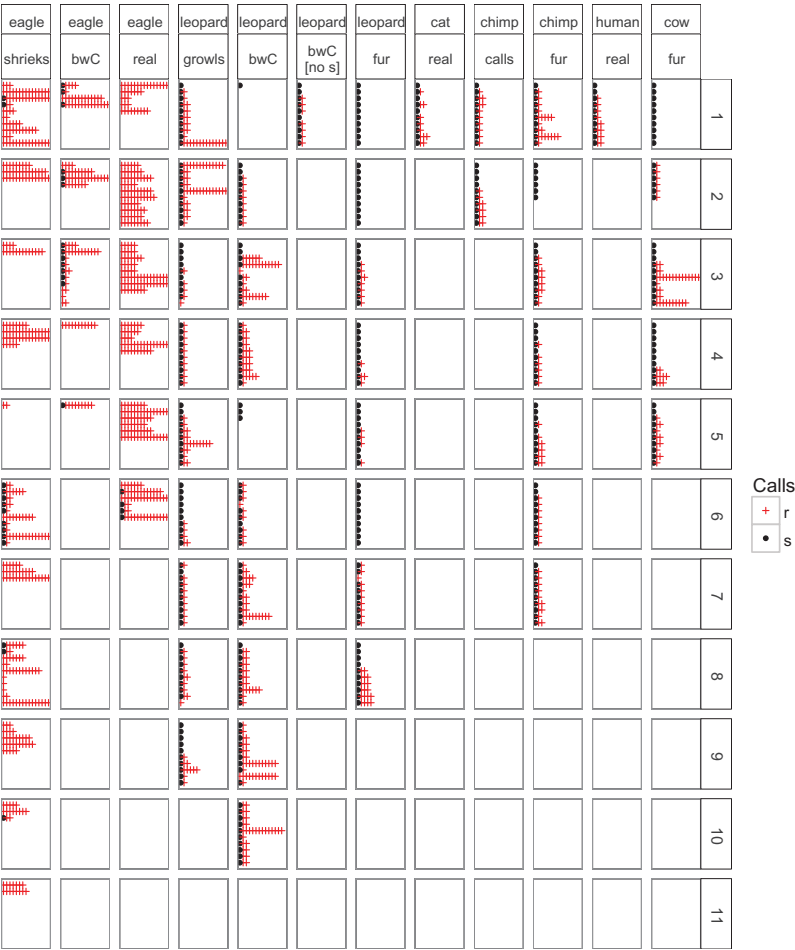 eagle eagle eagle leopard leopard leopard leopard cat chimp chimp human cow
shrieks bwC real growls bwC bwC [no s] fur real calls fur real fur
1
2
3
4
5
6
7
8
9
10
11
Calls
r
s